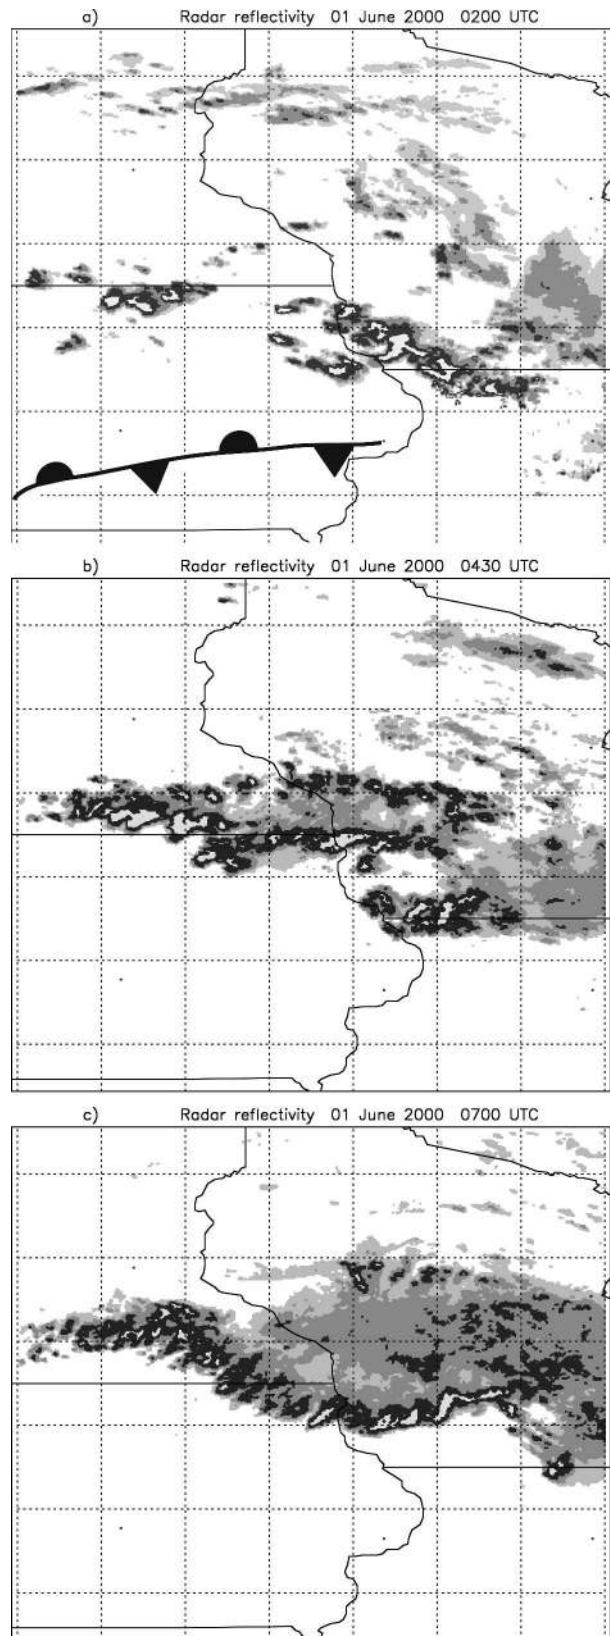 a) Radar reflectivity 01 June 2000 0200 UTC
b) Radar reflectivity 01 June 2000 0430 UTC
c) Radar reflectivity 01 June 2000 0700 UTC